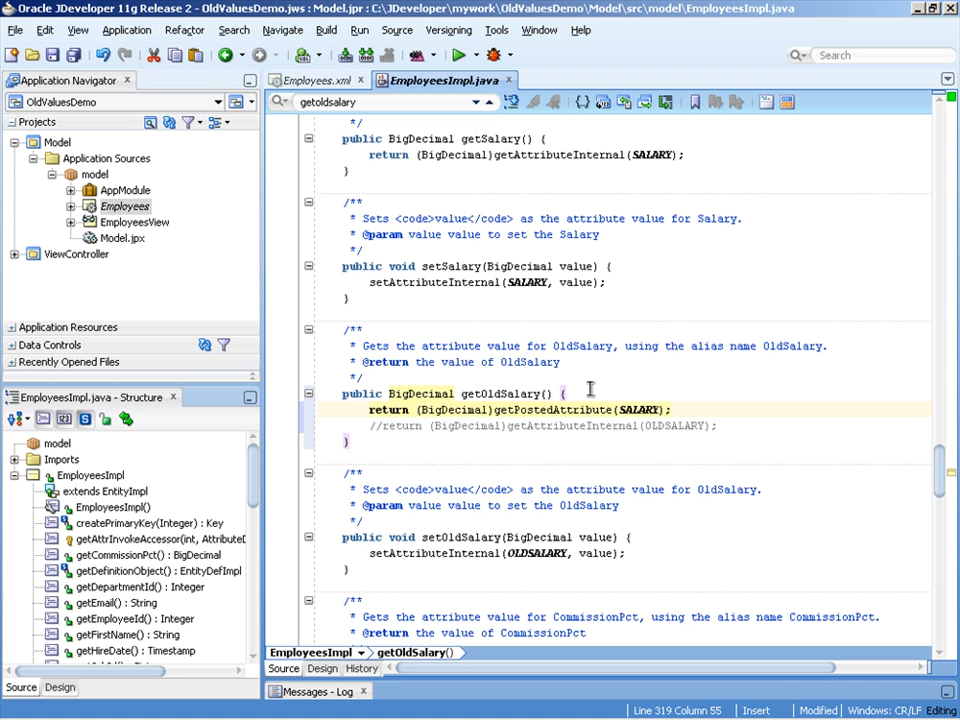 Oracle JDeveloper 11g Release 2 - OldValuesDemo.jws : Model.jpr : C:\JDeveloper\mywork\OldValuesDemo\Model\src\model\EmployeesImpl.java
File Edit View Application Refactor Search Navigate Build Run Source Versioning Tools Window Help
Search
Application Navigator
OldValuesDemo
Projects
Model
Application Sources
model
AppModule
Employees
EmployeesView
Model.jpx
ViewController
Application Resources
Data Controls
Recently Opened Files
EmployeesImpl.java - Structure
model
Imports
EmployeesImpl
extends EntityImpl
EmployeesImpl()
createPrimaryKey(Integer) : Key
getAttrInvokeAccessor(int, AttributeD
getCommissionPct() : BigDecimal
getDefinitionObject() : EntityDefImpl
getDepartmentId() : Integer
getEmail() : String
getEmployeeId() : Integer
getFirstName() : String
getHireDate() : Timestamp
Source Design
Employees.xml EmployeesImpl.java
getoldsalary
*/
public BigDecimal getSalary() {
return (BigDecimal)getAttributeInternal(SALARY);
}
/**
* Sets <code>value</code> as the attribute value for Salary.
* @param value value to set the Salary
*/
public void setSalary(BigDecimal value) {
setAttributeInternal(SALARY, value);
}
/**
* Gets the attribute value for OldSalary, using the alias name OldSalary.
* @return the value of OldSalary
*/
public BigDecimal getOldSalary() {
return (BigDecimal)getPostedAttribute(SALARY);
//return (BigDecimal)getAttributeInternal(OLDSALARY);
}
/**
* Sets <code>value</code> as the attribute value for OldSalary.
* @param value value to set the OldSalary
*/
public void setOldSalary(BigDecimal value) {
setAttributeInternal(OLDSALARY, value);
}
/**
* Gets the attribute value for CommissionPct, using the alias name CommissionPct.
* @return the value of CommissionPct
EmployeesImpl getOldSalary()
Source Design History
Messages - Log
Line 319 Column 55 Insert Modified Windows: CR/LF Editing